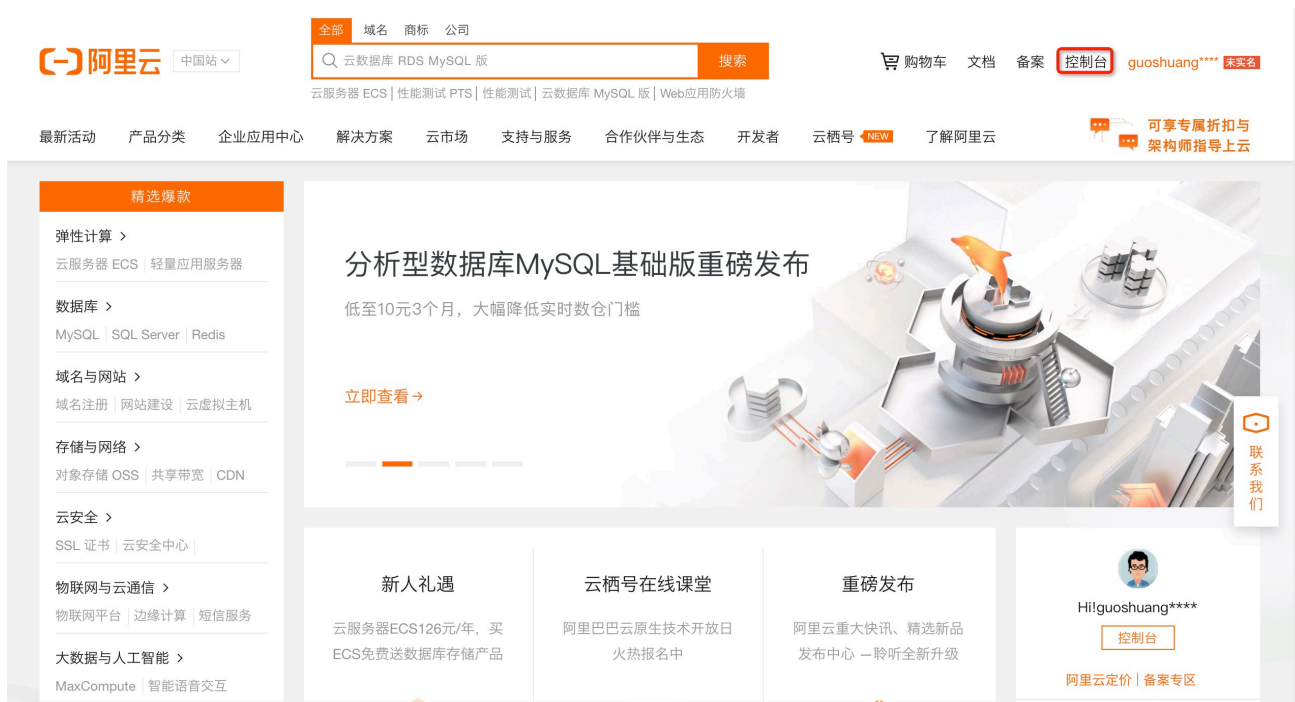 全部 域名 商标 公司
阿里云 中国站 云数据库 RDS MySQL 版 搜索 购物车 文档 备案 控制台 guoshuang**** 未实名
云服务器 ECS | 性能测试 PTS | 性能测试 | 云数据库 MySQL 版 | Web应用防火墙
最新活动 产品分类 企业应用中心 解决方案 云市场 支持与服务 合作伙伴与生态 开发者 云栖号 NEW 了解阿里云
可享专属折扣与
架构师指导上云
精选爆款
弹性计算 >
云服务器 ECS | 轻量应用服务器
数据库 >
MySQL | SQL Server | Redis
域名与网站 >
域名注册 | 网站建设 | 云虚拟主机
存储与网络 >
对象存储 OSS | 共享带宽 | CDN
云安全 >
SSL 证书 | 云安全中心 |
物联网与云通信 >
物联网平台 | 边缘计算 | 短信服务
大数据与人工智能 >
MaxCompute | 智能语音交互
分析型数据库MySQL基础版重磅发布
低至10元3个月，大幅降低实时数仓门槛
立即查看→
联
系
我
们
新人礼遇
云服务器ECS126元/年，买
ECS免费送数据库存储产品
云栖号在线课堂
阿里巴巴云原生技术开放日
火热报名中
重磅发布
阿里云重大快讯、精选新品
发布中心 —聆听全新升级
Hi!guoshuang****
控制台
阿里云定价 | 备案专区